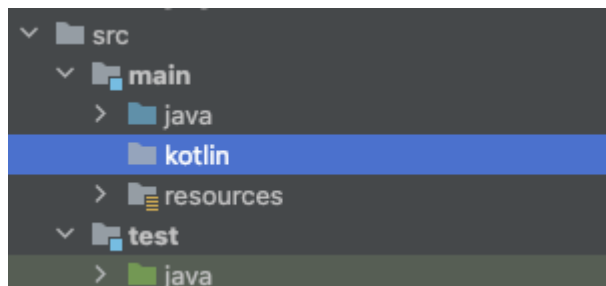 src
main
java
kotlin
resources
test
java